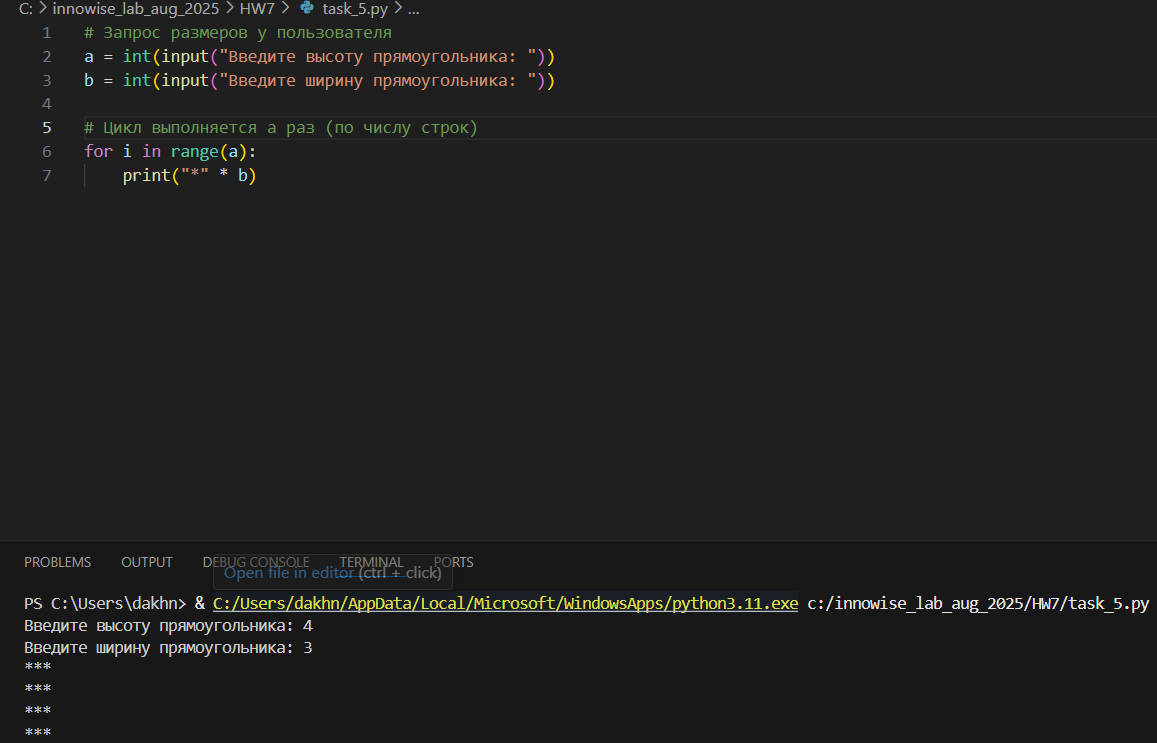 C: > innowise_lab_aug_2025 > HW7 > task_5.py > ...
1 # Запрос размеров у пользователя
2 a = int(input("Введите высоту прямоугольника: "))
3 b = int(input("Введите ширину прямоугольника: "))
4
5 # Цикл выполняется a раз (по числу строк)
6 for i in range(a):
7     print("*" * b)
PROBLEMS OUTPUT DEBUG CONSOLE TERMINAL PORTS
Open file in editor (ctrl + click)
PS C:\Users\dakhn> & C:/Users/dakhn/AppData/Local/Microsoft/WindowsApps/python3.11.exe c:/innowise_lab_aug_2025/HW7/task_5.py
Введите высоту прямоугольника: 4
Введите ширину прямоугольника: 3
***
***
***
***